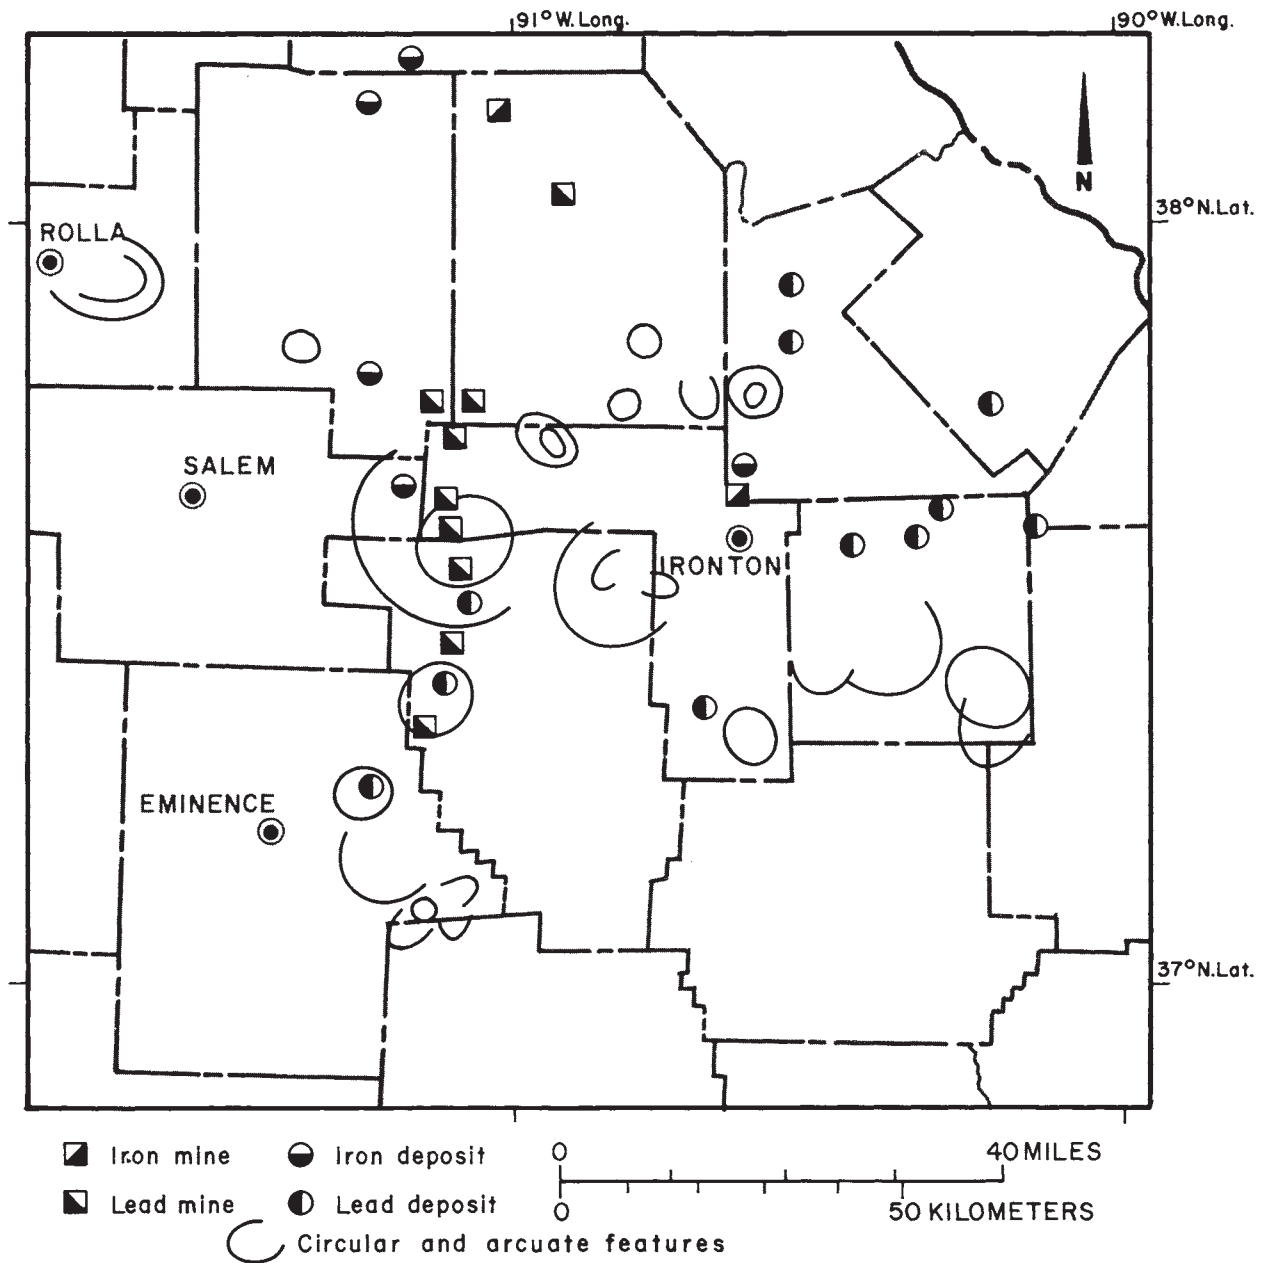 91°W.Long.
90°W.Long.
N
38°N.Lat.
ROLLA
SALEM
IRONTON
EMINENCE
37°N.Lat.
Iron mine
Iron deposit
0
40 MILES
Lead mine
Lead deposit
0
50 KILOMETERS
Circular and arcuate features